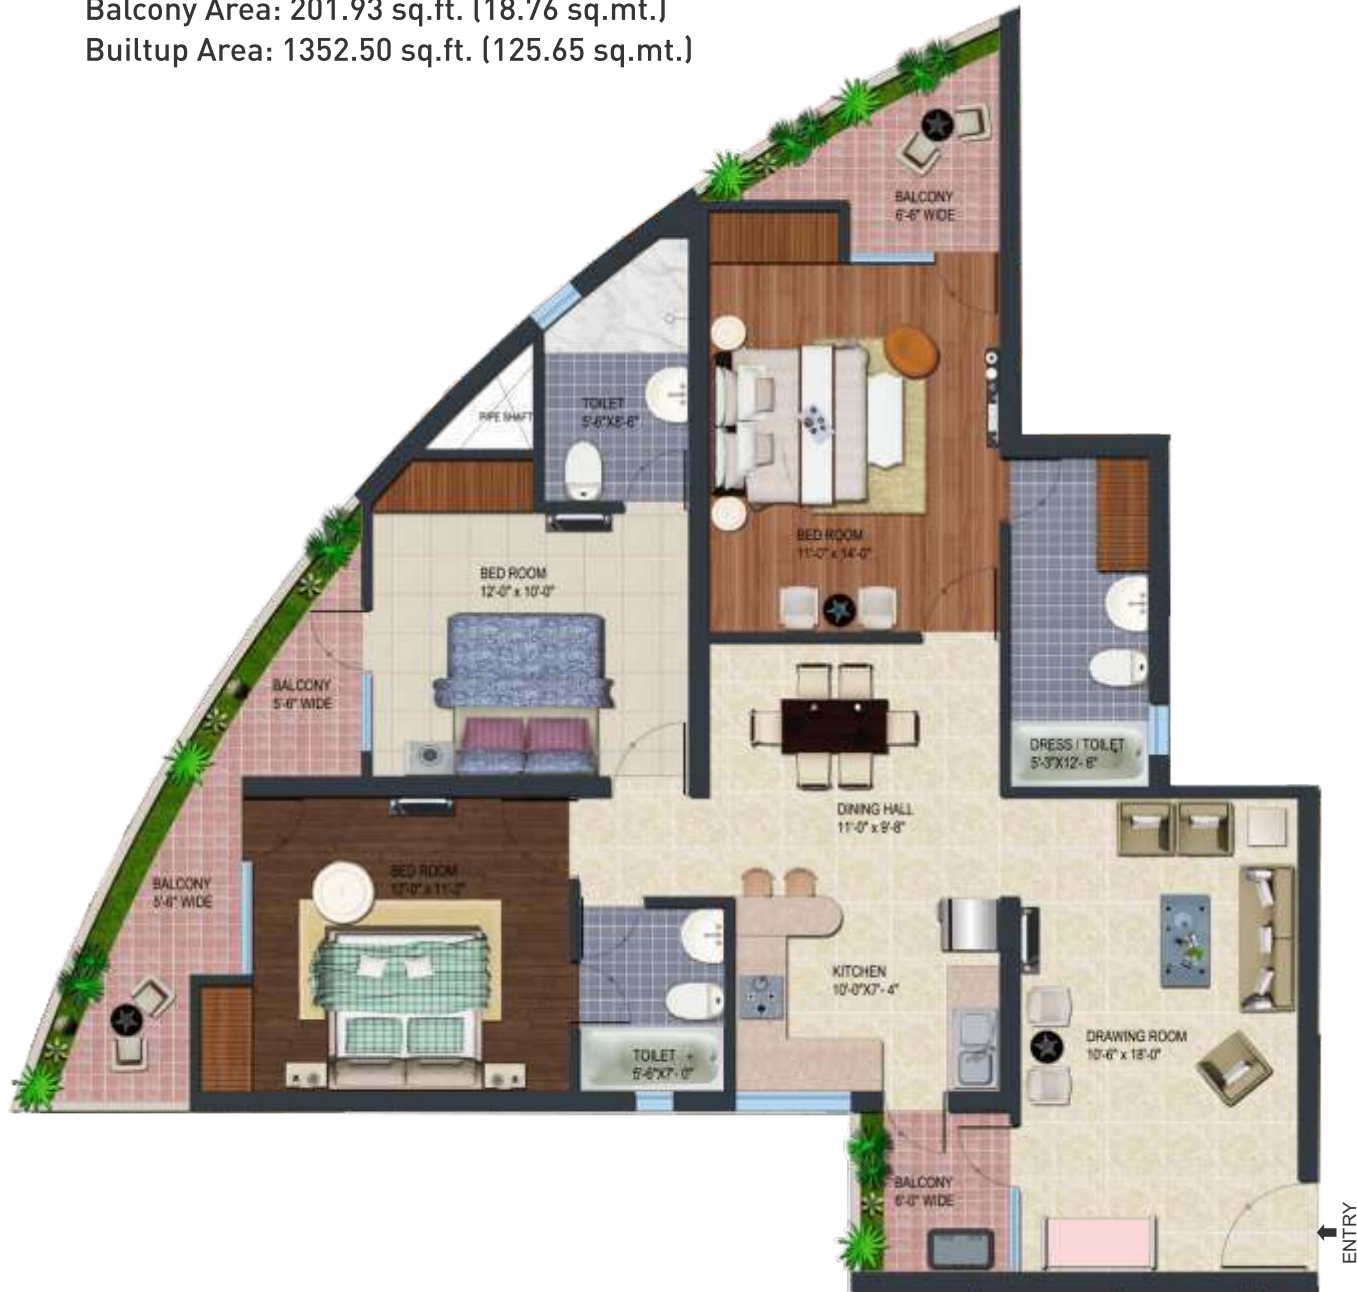 Balcony Area: 201.93 sq.ft. (18.76 sq.mt.)
Builtup Area: 1352.50 sq.ft. (125.65 sq.mt.)
BALCONY
6'-6" WIDE
TOILET
5'-6"X8'-6"
PIPE SHAFT
BED ROOM
11'-0" x 14'-0"
BED ROOM
12'-0" x 10'-0"
BALCONY
5'-6" WIDE
DRESS / TOILET
5'-3"X12'- 6"
DINING HALL
11'-0" x 9'-8"
BED ROOM
12'-0" x 11'-2"
BALCONY
5'-6" WIDE
KITCHEN
10'-0"X7'- 4"
DRAWING ROOM
10'-6" x 18'-0"
TOILET
5'-6"X7'- 0"
BALCONY
6'-0" WIDE
ENTRY